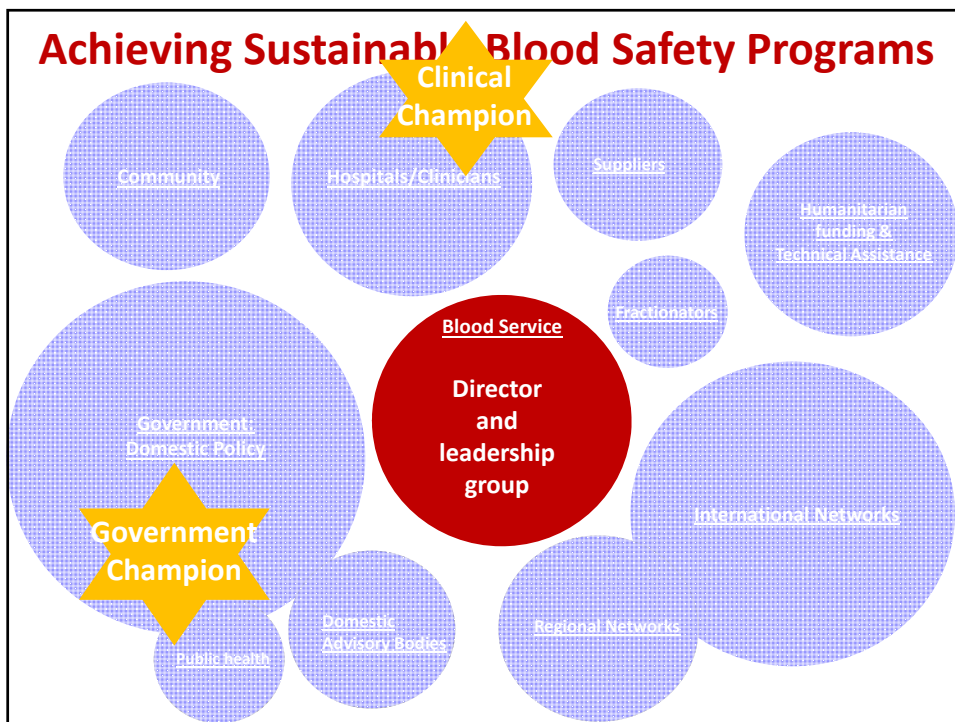 Achieving Sustainable Blood Safety Programs
Clinical
Champion
Community
Hospitals/Clinicians
Suppliers
Humanitarian
funding &
Technical Assistance
Fractionators
Blood Service
Director
and
leadership
group
Government:
Domestic Policy
Government
Champion
International Networks
Domestic
Advisory Bodies
Regional Networks
Public health